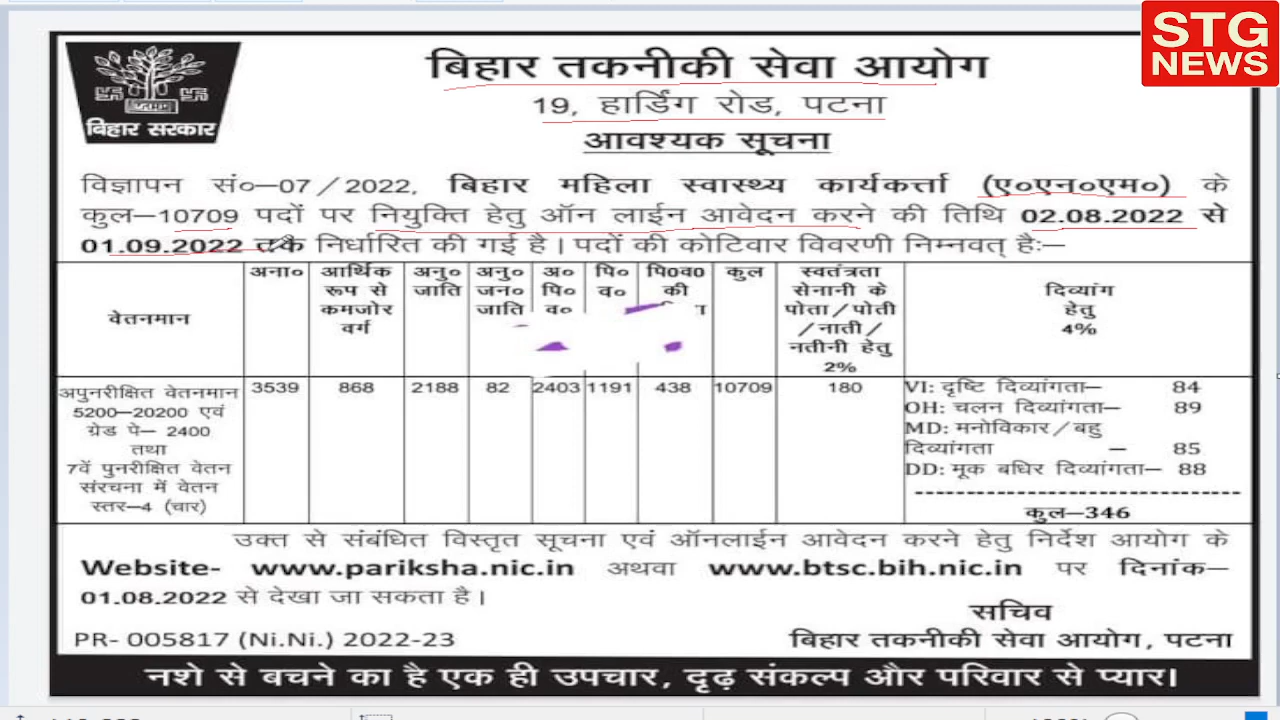 STG
NEWS
बिहार सरकार
बिहार तकनीकी सेवा आयोग
19, हार्डिंग रोड, पटना
आवश्यक सूचना
विज्ञापन सं०–07/2022, बिहार महिला स्वास्थ्य कार्यकर्त्ता (ए०एन०एम०) के
कुल–10709 पदों पर नियुक्ति हेतु ऑन लाईन आवेदन करने की तिथि 02.08.2022 से
01.09.2022 तक निर्धारित की गई है। पदों की कोटिवार विवरणी निम्नवत् हैः–
वेतनमान
अना०
आर्थिक
रूप से
कमजोर
वर्ग
अनु०
जाति
अनु०
जन०
जाति
अ०
पि०
व०
पि०
व०
पि0व0
की
कुल
स्वतंत्रता
सेनानी के
पोता/पोती
/नाती/
नतीनी हेतु
2%
दिव्यांग
हेतु
4%
अपुनरीक्षित वेतनमान
5200–20200 एवं
ग्रेड पे– 2400
तथा
7वें पुनरीक्षित वेतन
संरचना में वेतन
स्तर–4 (चार)
3539
868
2188
82
2403
1191
438
10709
180
VI: दृष्टि दिव्यांगता– 84
OH: चलन दिव्यांगता– 89
MD: मनोविकार/बहु
दिव्यांगता – 85
DD: मूक बधिर दिव्यांगता– 88
कुल–346
उक्त से संबंधित विस्तृत सूचना एवं ऑनलाईन आवेदन करने हेतु निर्देश आयोग के
Website- www.pariksha.nic.in अथवा www.btsc.bih.nic.in पर दिनांक–
01.08.2022 से देखा जा सकता है।
सचिव
PR- 005817 (Ni.Ni.) 2022-23
बिहार तकनीकी सेवा आयोग, पटना
नशे से बचने का है एक ही उपचार, दृढ़ संकल्प और परिवार से प्यार।